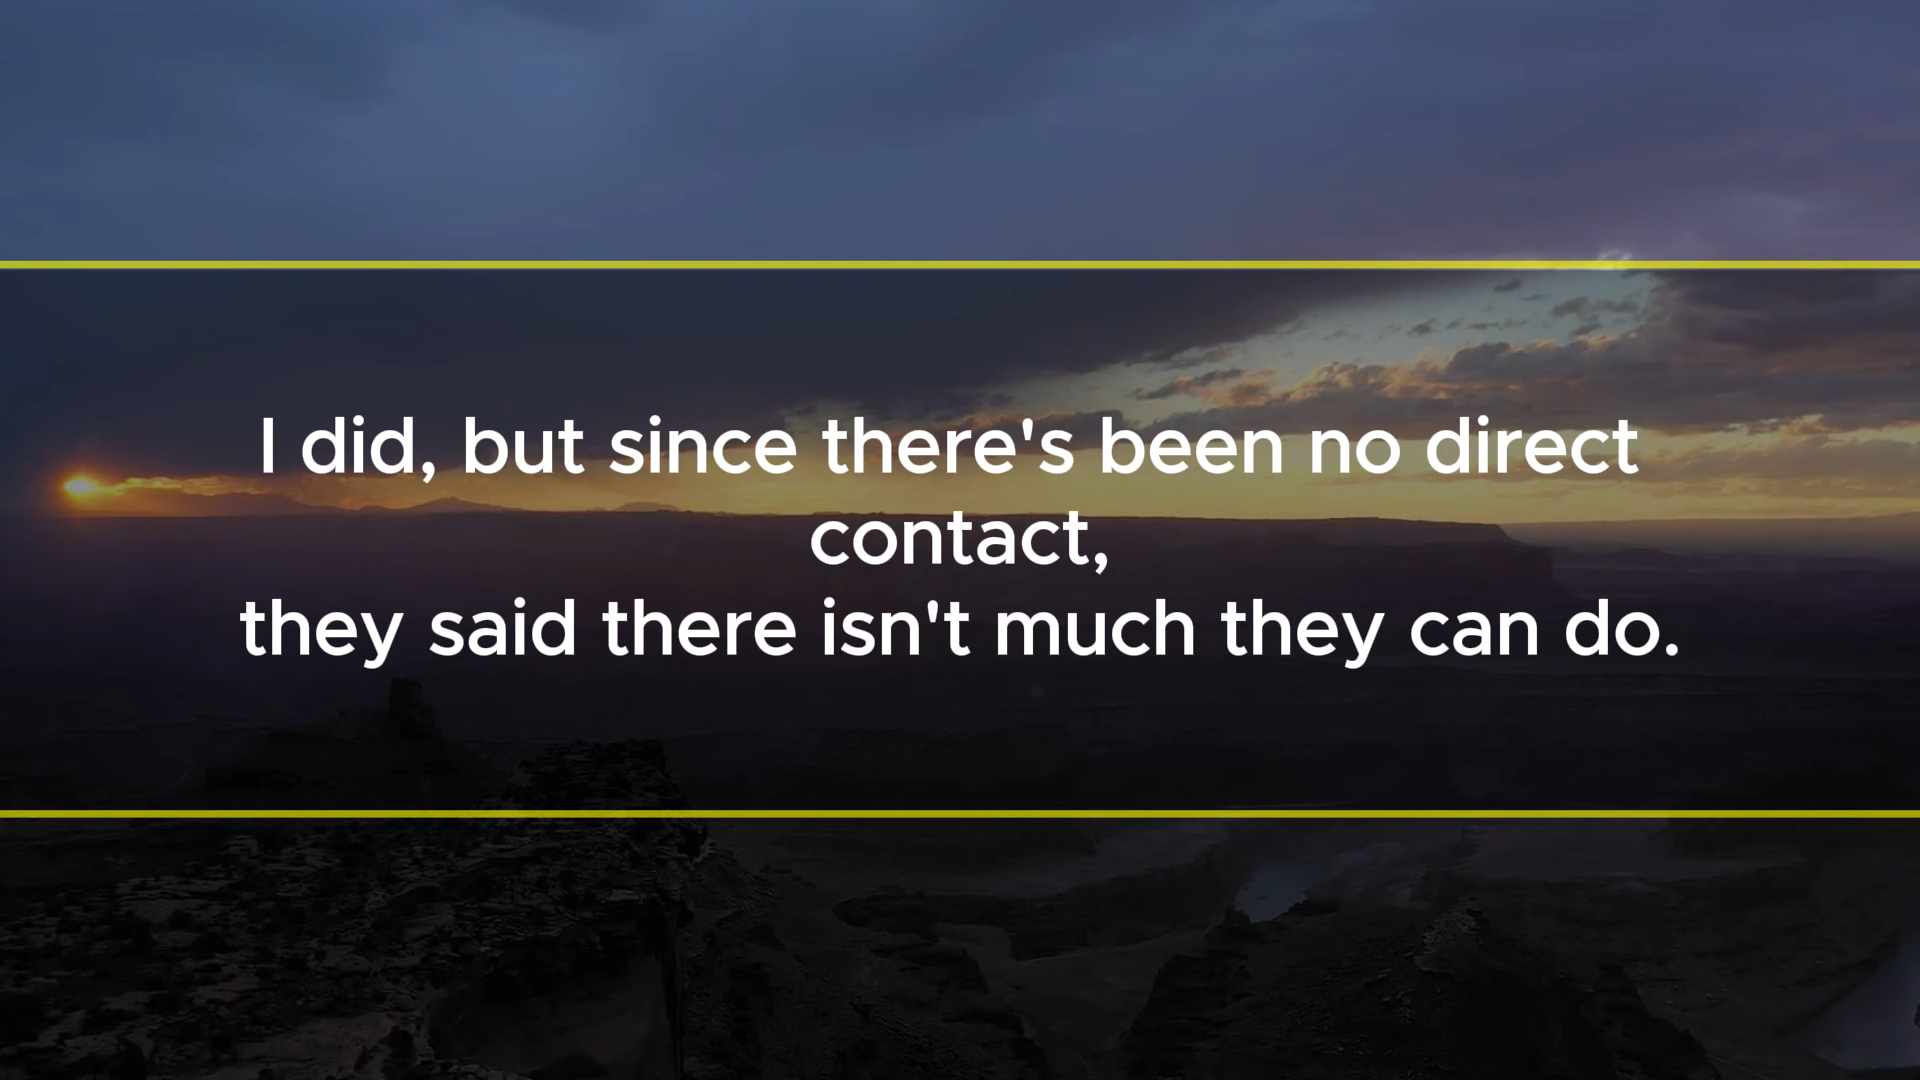 I did, but since there's been no direct
contact,
they said there isn't much they can do.